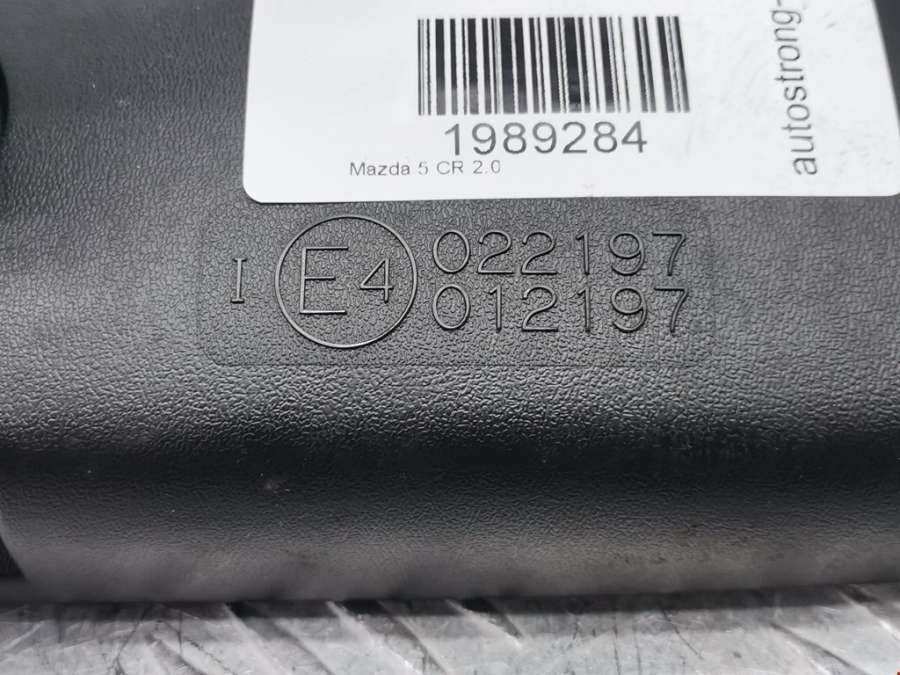 1989284
Mazda 5 CR 2.0
autostrong-
I E4 022197
012197